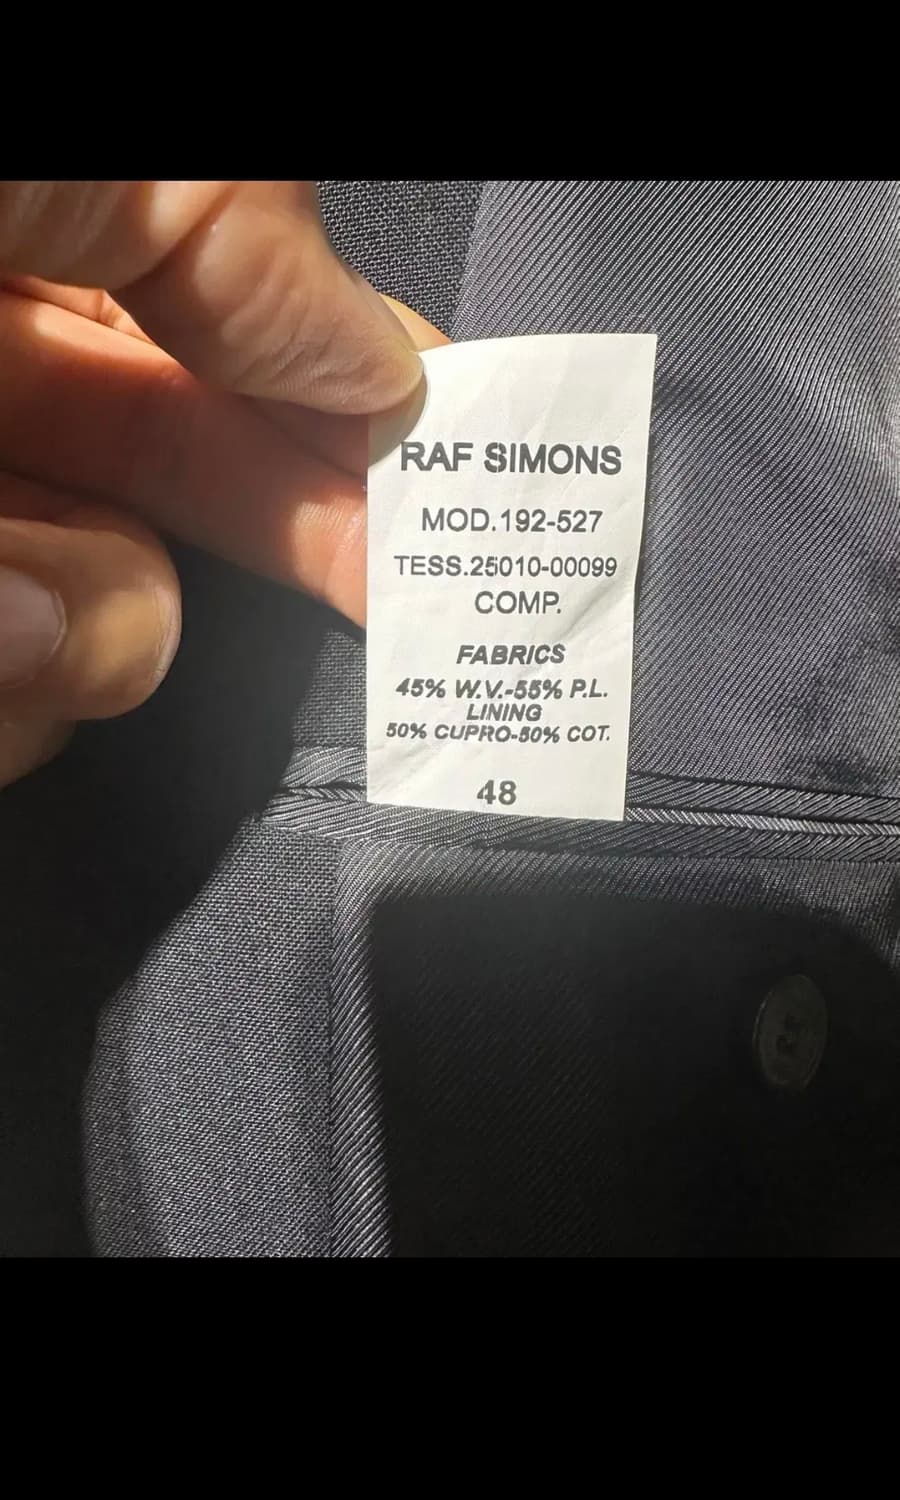 RAF SIMONS
MOD.192-527
TESS.25010-00099
COMP.
FABRICS
45% W.V.-55% P.L.
LINING
50% CUPRO-50% COT.
48